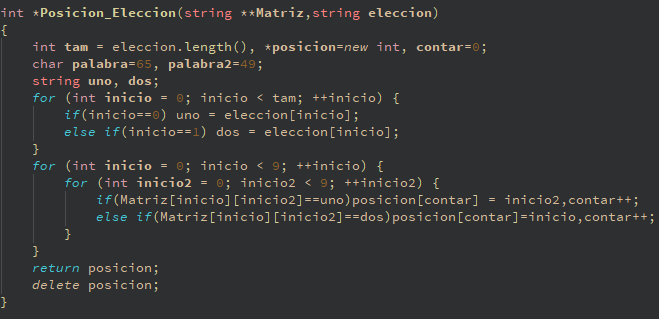 int *Posicion_Eleccion(string **Matriz,string eleccion)
{
    int tam = eleccion.length(), *posicion=new int, contar=0;
    char palabra=65, palabra2=49;
    string uno, dos;
    for (int inicio = 0; inicio < tam; ++inicio) {
        if(inicio==0) uno = eleccion[inicio];
        else if(inicio==1) dos = eleccion[inicio];
    }
    for (int inicio = 0; inicio < 9; ++inicio) {
        for (int inicio2 = 0; inicio2 < 9; ++inicio2) {
            if(Matriz[inicio][inicio2]==uno)posicion[contar] = inicio2,contar++;
            else if(Matriz[inicio][inicio2]==dos)posicion[contar]=inicio,contar++;
        }
    }
    return posicion;
    delete posicion;
}